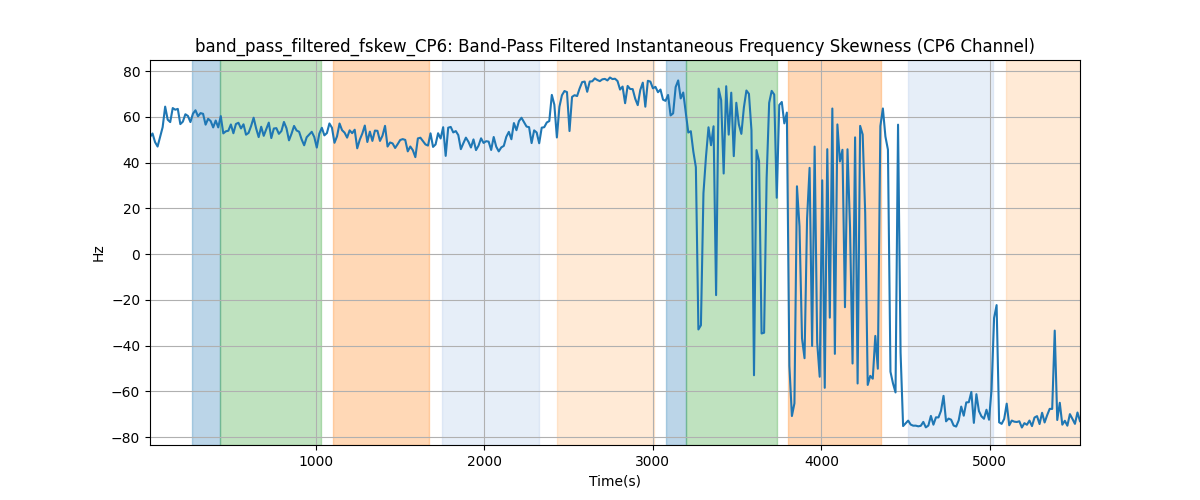 band_pass_filtered_fskew_CP6: Band-Pass Filtered Instantaneous Frequency Skewness (CP6 Channel)
80
60
40
20
0
−20
−40
−60
−80
Hz
1000 2000 3000 4000 5000
Time(s)